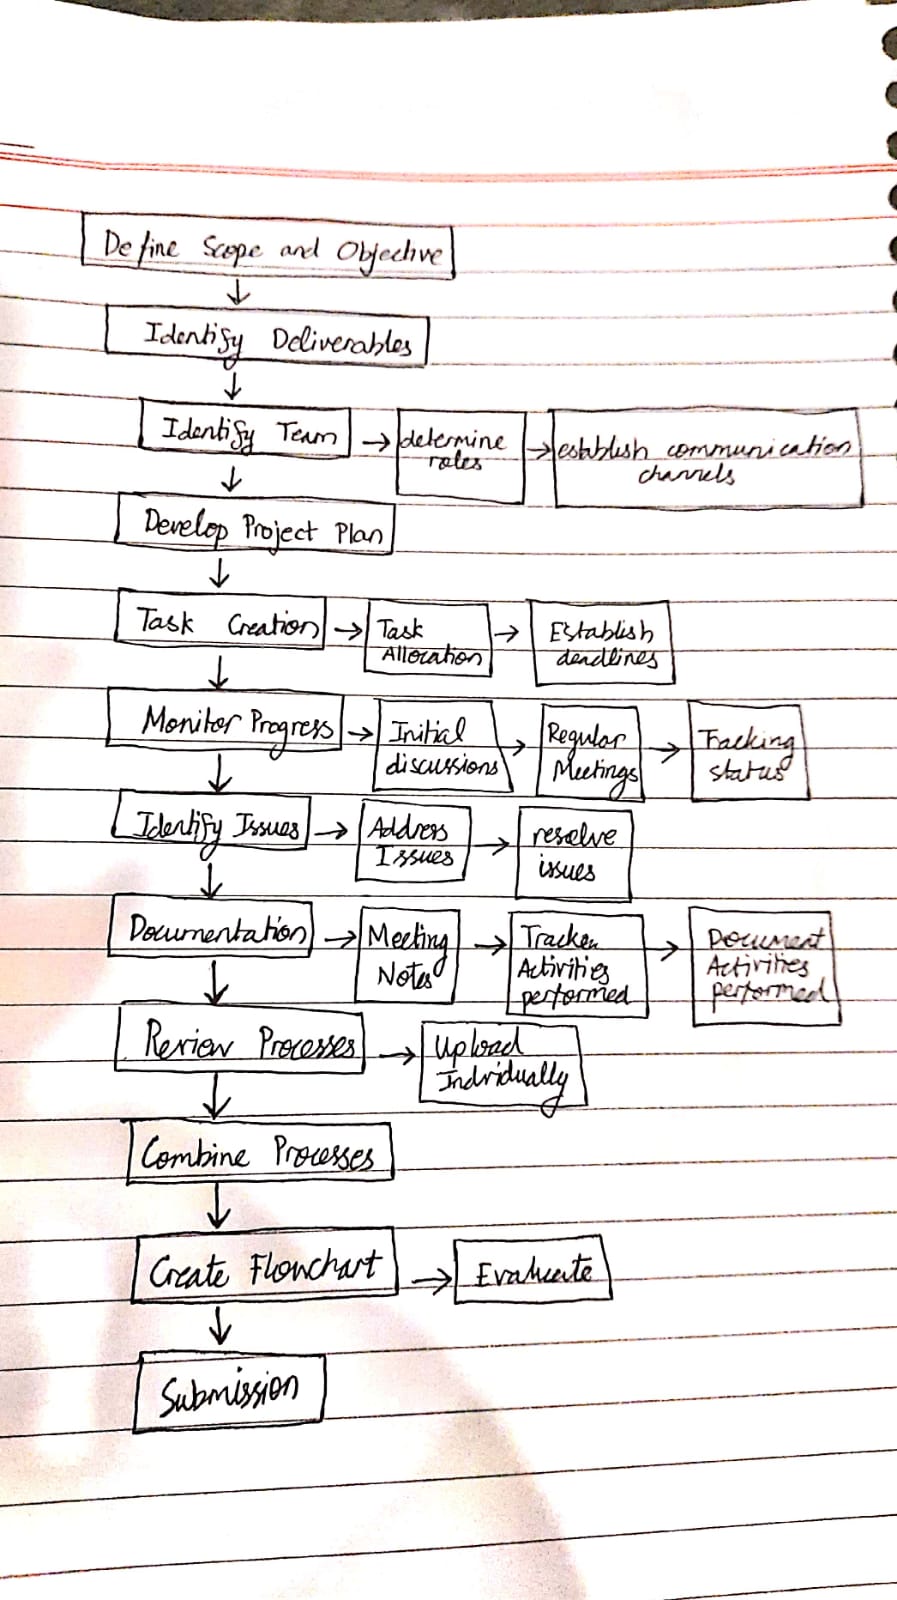 Define Scope and Objective
Identify Deliverables
Identify Team
determine
roles
establish communication
channels
Develop Project Plan
Task Creation
Task
Allocation
Establish
deadlines
Monitor Progress
Initial
discussions
Regular
Meetings
Tracking
status
Identify Issues
Address
Issues
resolve
issues
Documentation
Meeting
Notes
Tracker
Activities
performed
Document
Activities
performed
Review Processes
Upload
Individually
Combine Processes
Create Flowchart
Evaluate
Submission